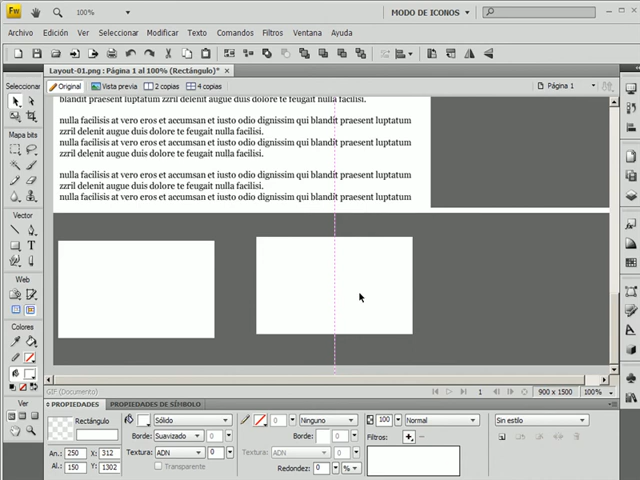 Fw
100%
MODO DE ICONOS
Archivo Edición Ver Seleccionar Modificar Texto Comandos Filtros Ventana Ayuda
Layout-01.png : Página 1 al 100% (Rectángulo)*
Original Vista previa 2 copias 4 copias Página 1
Seleccionar
Mapa bits
Vector
Web
Colores
Ver
blandit praesent luptatum zzril delenit augue duis dolore te feugait nulla facilisi.
nulla facilisis at vero eros et accumsan et iusto odio dignissim qui blandit praesent luptatum
zzril delenit augue duis dolore te feugait nulla facilisi.
nulla facilisis at vero eros et accumsan et iusto odio dignissim qui blandit praesent luptatum
zzril delenit augue duis dolore te feugait nulla facilisi.
nulla facilisis at vero eros et accumsan et iusto odio dignissim qui blandit praesent luptatum
zzril delenit augue duis dolore te feugait nulla facilisi.
nulla facilisis at vero eros et accumsan et iusto odio dignissim qui blandit praesent luptatum
GIF (Documento) 1 900 x 1500 100%
PROPIEDADES PROPIEDADES DE SÍMBOLO
Rectángulo Sólido 0 Ninguno 100 Normal Sin estilo
Borde: Suavizado 0 Borde: 0 Filtros:
An.: 250 X: 312 Textura: ADN 0 Textura: ADN 0
Al.: 150 Y: 1302 Transparente Redondez: 0 %